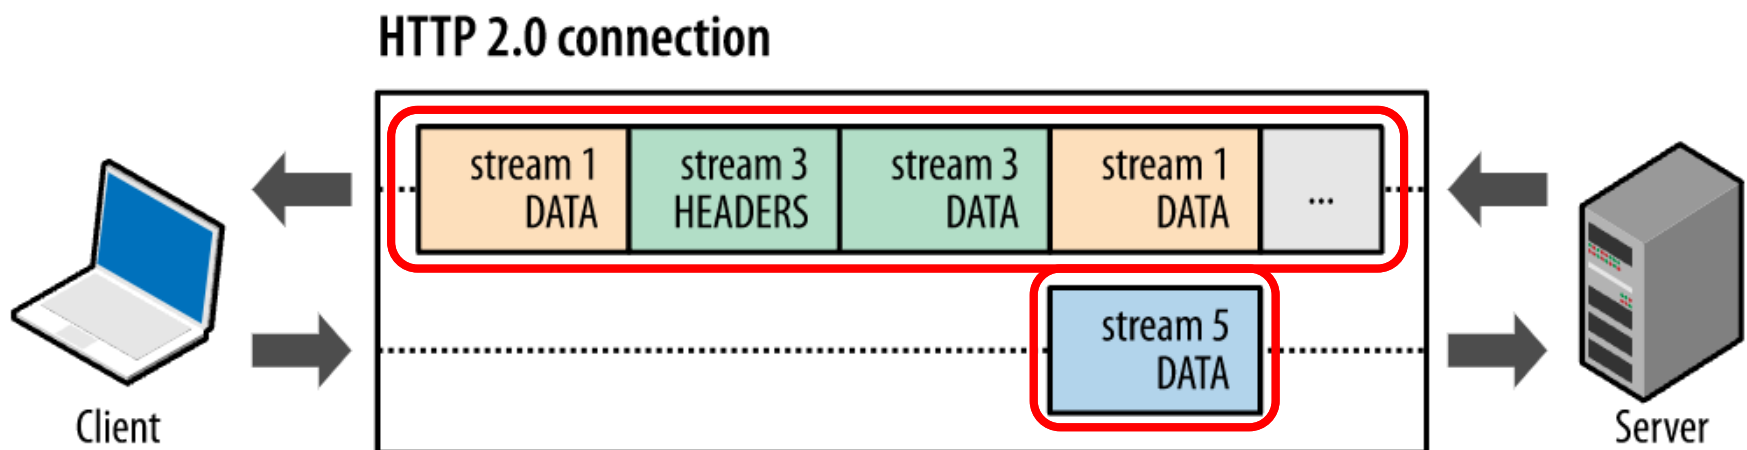 HTTP 2.0 connection
stream 1
DATA
stream 3
HEADERS
stream 3
DATA
stream 1
DATA
...
stream 5
DATA
Client
Server